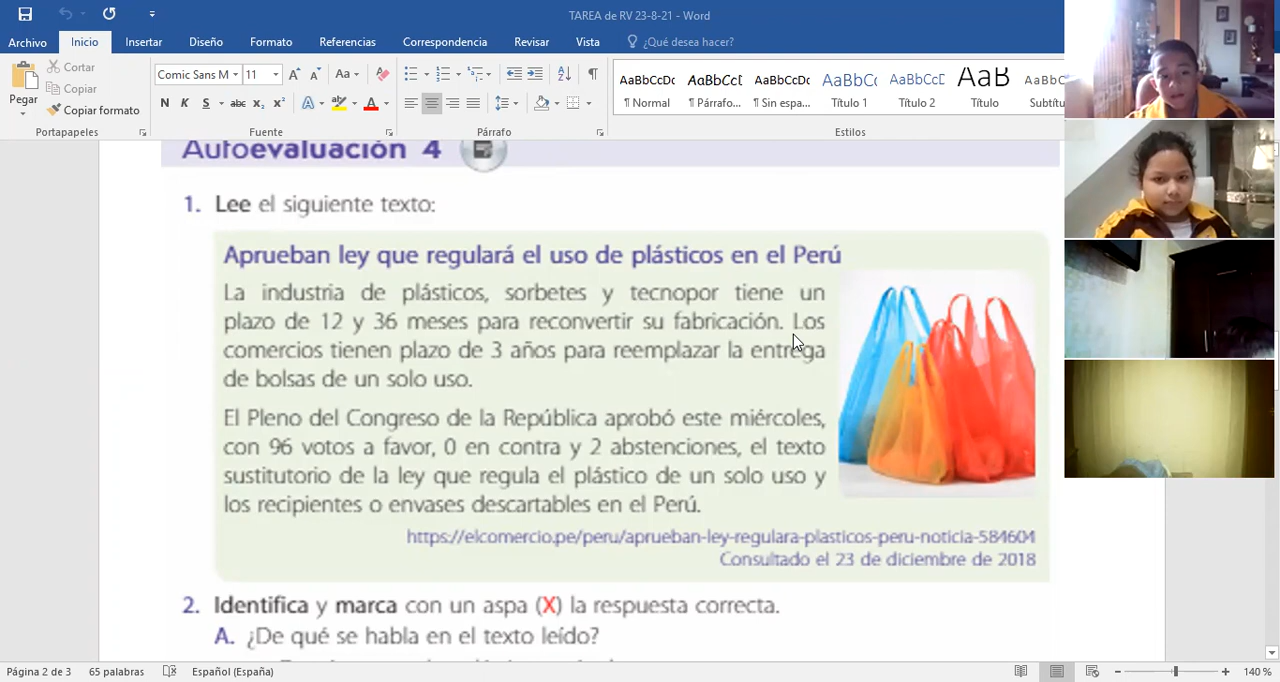 TAREA de RV 23-8-21 - Word
Archivo Inicio Insertar Diseño Formato Referencias Correspondencia Revisar Vista ¿Qué desea hacer?
Pegar Cortar Copiar Copiar formato
Comic Sans M 11 Aa
N K S abc x₂ x² A A
AaBbCcDc AaBbCcD AaBbCcDc AaBbC AaBbCcD AaB AaBbC
¶ Normal ¶ Párrafo... ¶ Sin espa... Título 1 Título 2 Título Subtítu
Portapapeles Fuente Párrafo Estilos
Autoevaluación 4
1. Lee el siguiente texto:
Aprueban ley que regulará el uso de plásticos en el Perú
La industria de plásticos, sorbetes y tecnopor tiene un
plazo de 12 y 36 meses para reconvertir su fabricación. Los
comercios tienen plazo de 3 años para reemplazar la entrega
de bolsas de un solo uso.
El Pleno del Congreso de la República aprobó este miércoles,
con 96 votos a favor, 0 en contra y 2 abstenciones, el texto
sustitutorio de la ley que regula el plástico de un solo uso y
los recipientes o envases descartables en el Perú.
https://elcomercio.pe/peru/aprueban-ley-regulara-plasticos-peru-noticia-584604
Consultado el 23 de diciembre de 2018
2. Identifica y marca con un aspa (X) la respuesta correcta.
A. ¿De qué se habla en el texto leído?
Página 2 de 3 65 palabras Español (España) 140 %